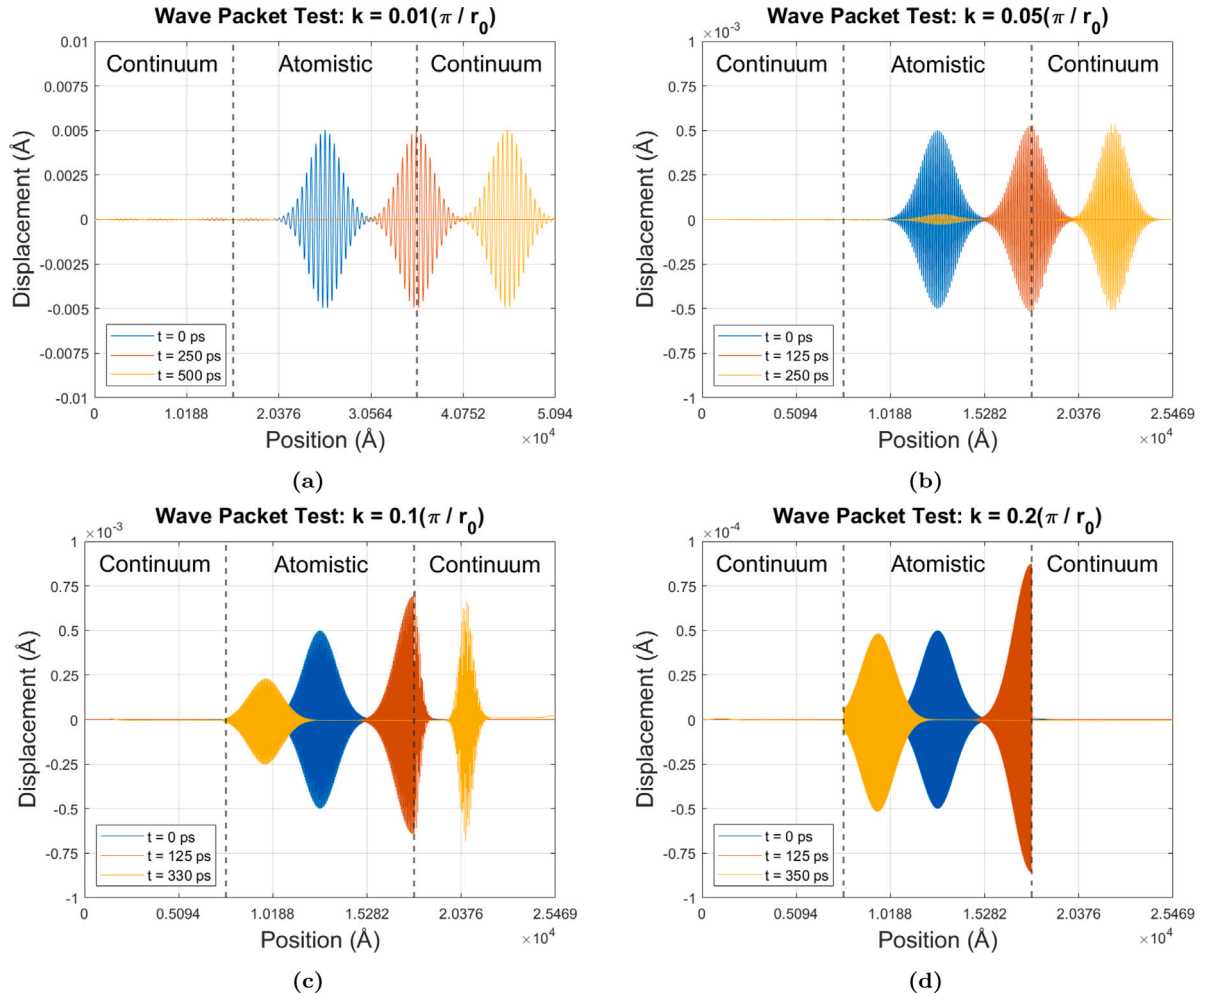 Wave Packet Test: k = 0.01(π / r₀)
0.01
0.0075
0.005
0.0025
0
-0.0025
-0.005
-0.0075
-0.01
Displacement (Å)
Continuum
Atomistic
Continuum
t = 0 ps
t = 250 ps
t = 500 ps
0 1.0188 2.0376 3.0564 4.0752 5.094
×10⁴
Position (Å)
(a)
Wave Packet Test: k = 0.05(π / r₀)
×10⁻³
1
0.75
0.5
0.25
0
-0.25
-0.5
-0.75
-1
Displacement (Å)
Continuum
Atomistic
Continuum
t = 0 ps
t = 125 ps
t = 250 ps
0 0.5094 1.0188 1.5282 2.0376 2.5469
×10⁴
Position (Å)
(b)
Wave Packet Test: k = 0.1(π / r₀)
×10⁻³
1
0.75
0.5
0.25
0
-0.25
-0.5
-0.75
-1
Displacement (Å)
Continuum
Atomistic
Continuum
t = 0 ps
t = 125 ps
t = 330 ps
0 0.5094 1.0188 1.5282 2.0376 2.5469
×10⁴
Position (Å)
(c)
Wave Packet Test: k = 0.2(π / r₀)
×10⁻⁴
1
0.75
0.5
0.25
0
-0.25
-0.5
-0.75
-1
Displacement (Å)
Continuum
Atomistic
Continuum
t = 0 ps
t = 125 ps
t = 350 ps
0 0.5094 1.0188 1.5282 2.0376 2.5469
×10⁴
Position (Å)
(d)